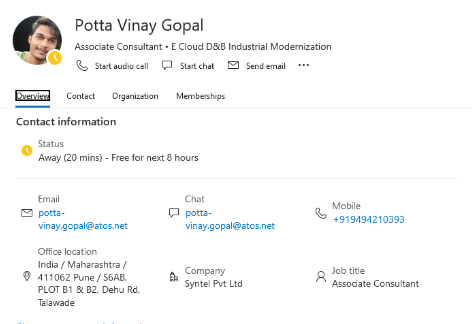 Potta Vinay Gopal
Associate Consultant • E Cloud D&B Industrial Modernization
Start audio call Start chat Send email ...
Overview Contact Organization Memberships
Contact information
Status
Away (20 mins) - Free for next 8 hours
Email
potta-
vinay.gopal@atos.net
Chat
potta-
vinay.gopal@atos.net
Mobile
+919494210393
Office location
India / Maharashtra /
411062 Pune / S6AB,
PLOT B1 & B2, Dehu Rd,
Talawade
Company
Syntel Pvt Ltd
Job title
Associate Consultant